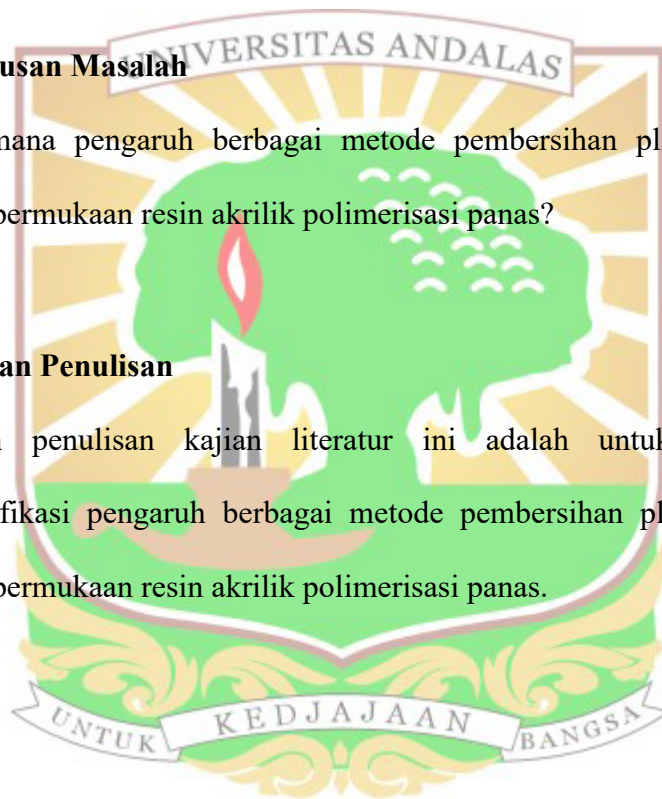 UNIVERSITAS ANDALAS
usan Masalah
mana pengaruh berbagai metode pembersihan pl
permukaan resin akrilik polimerisasi panas?
an Penulisan
penulisan kajian literatur ini adalah untuk
fikasi pengaruh berbagai metode pembersihan pl
permukaan resin akrilik polimerisasi panas.
UNTUK KEDJAJAAN BANGSA